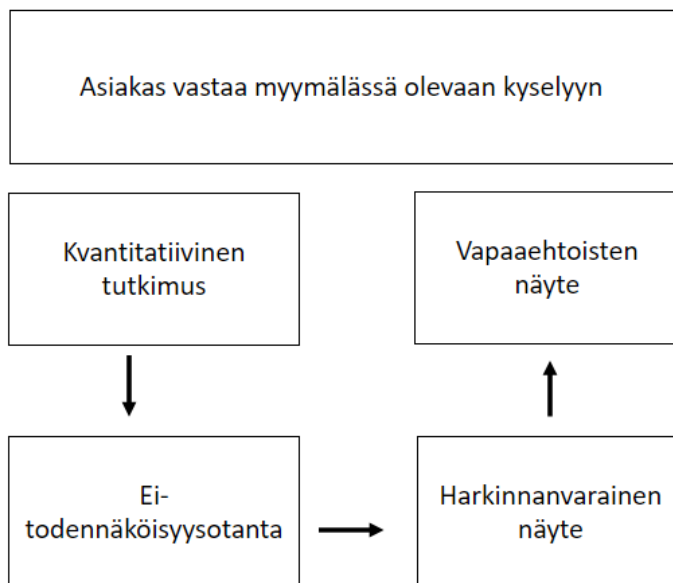 Asiakas vastaa myymälässä olevaan kyselyyn
Kvantitatiivinen
tutkimus
Vapaaehtoisten
näyte
Ei-
todennäköisyysotanta
Harkinnanvarainen
näyte